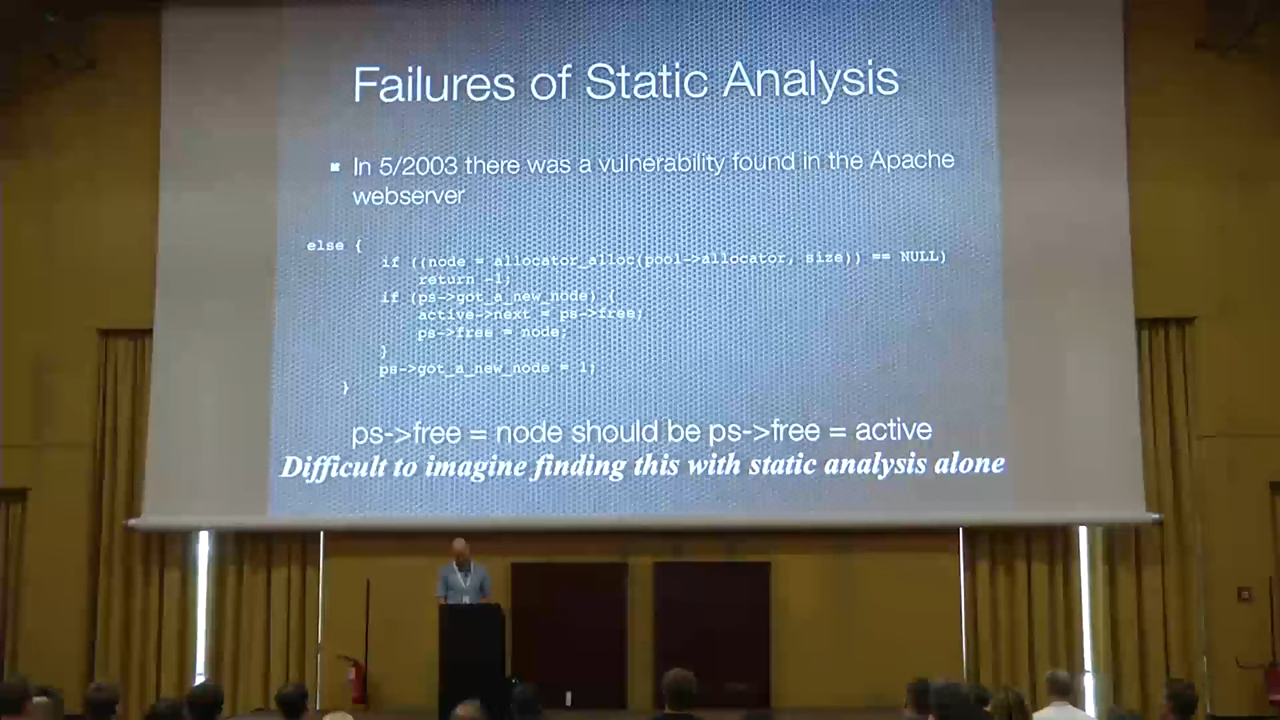 Failures of Static Analysis
In 5/2003 there was a vulnerability found in the Apache
webserver
else {
if ((node = allocator_alloc(pool->allocator, size)) == NULL)
return -1;
if (ps->got_a_new_node) {
active->next = ps->free;
ps->free = node;
}
ps->got_a_new_node = 1;
}
ps->free = node should be ps->free = active
Difficult to imagine finding this with static analysis alone